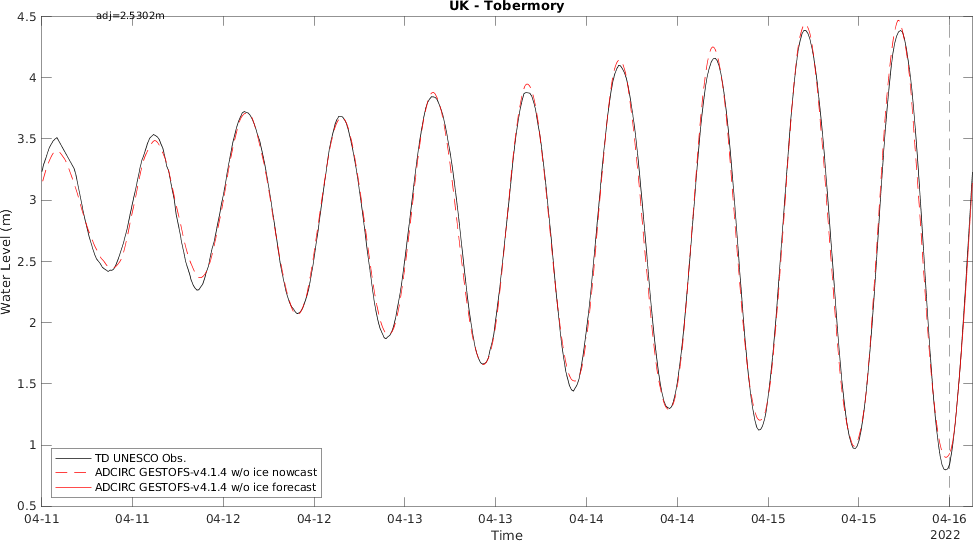 UK - Tobermory
adj=2.5302m
4.5
4
3.5
3
2.5
2
1.5
1
0.5
Water Level (m)
TD UNESCO Obs.
ADCIRC GESTOFS-v4.1.4 w/o ice nowcast
ADCIRC GESTOFS-v4.1.4 w/o ice forecast
04-11 04-11 04-12 04-12 04-13 04-13 04-14 04-14 04-15 04-15 04-16
2022
Time